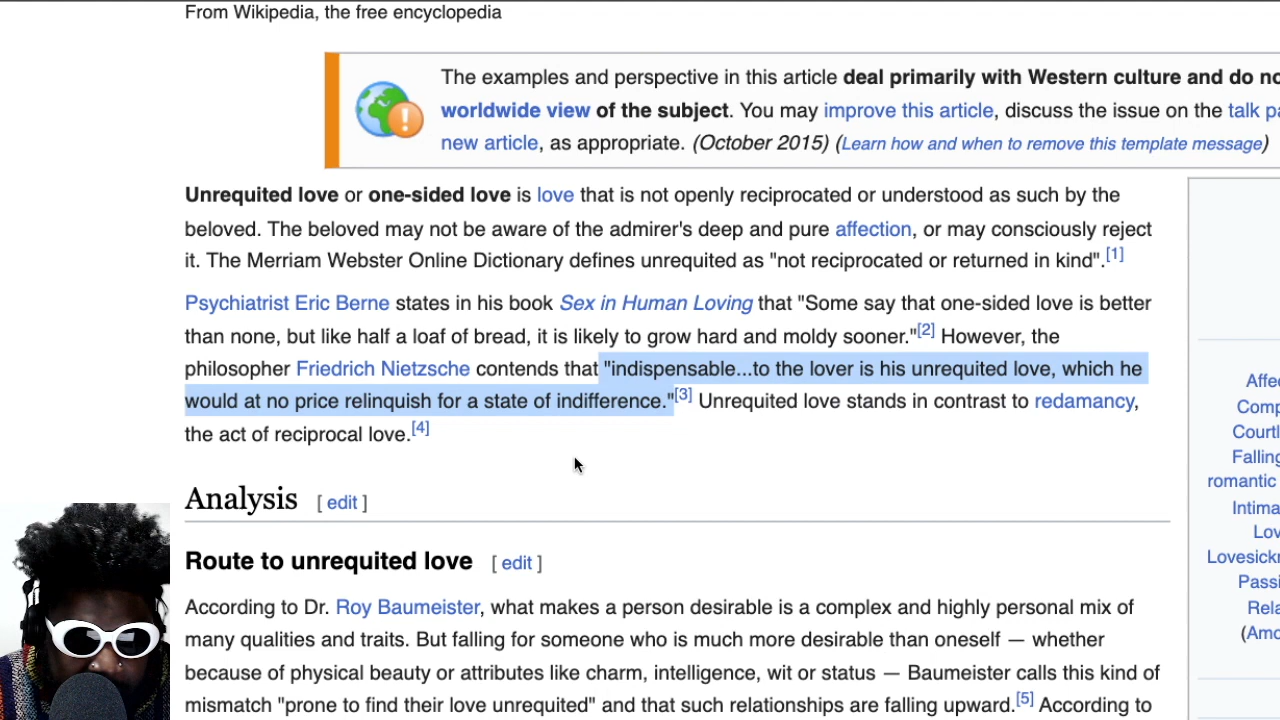 From Wikipedia, the free encyclopedia
The examples and perspective in this article deal primarily with Western culture and do no
worldwide view of the subject. You may improve this article, discuss the issue on the talk pa
new article, as appropriate. (October 2015) (Learn how and when to remove this template message)
Unrequited love or one-sided love is love that is not openly reciprocated or understood as such by the
beloved. The beloved may not be aware of the admirer's deep and pure affection, or may consciously reject
it. The Merriam Webster Online Dictionary defines unrequited as "not reciprocated or returned in kind".[1]
Psychiatrist Eric Berne states in his book Sex in Human Loving that "Some say that one-sided love is better
than none, but like half a loaf of bread, it is likely to grow hard and moldy sooner."[2] However, the
philosopher Friedrich Nietzsche contends that "indispensable...to the lover is his unrequited love, which he
would at no price relinquish for a state of indifference."[3] Unrequited love stands in contrast to redamancy,
the act of reciprocal love.[4]
Analysis [ edit ]
Route to unrequited love [ edit ]
According to Dr. Roy Baumeister, what makes a person desirable is a complex and highly personal mix of
many qualities and traits. But falling for someone who is much more desirable than oneself — whether
because of physical beauty or attributes like charm, intelligence, wit or status — Baumeister calls this kind of
mismatch "prone to find their love unrequited" and that such relationships are falling upward.[5] According to
Affe
Comp
Courtl
Falling
romantic
Intima
Lov
Lovesickn
Passi
Rela
(Amo